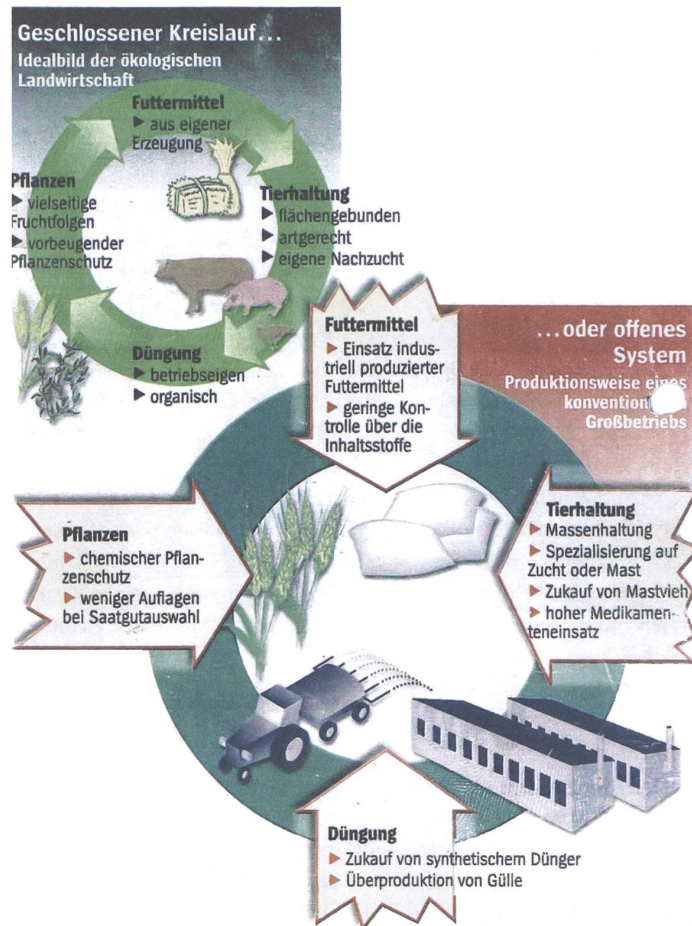 Geschlossener Kreislauf...
Idealbild der ökologischen
Landwirtschaft
Futtermittel
► aus eigener
Erzeugung
Pflanzen
► vielseitige
Fruchtfolgen
► vorbeugender
Pflanzenschutz
Tierhaltung
► flächengebunden
► artgerecht
► eigene Nachzucht
Düngung
► betriebseigen
► organisch
...oder offenes
System
Produktionsweise eines
konvention
Großbetriebs
Futtermittel
► Einsatz indus-
triell produzierter
Futtermittel
► geringe Kon-
trolle über die
Inhaltsstoffe
Pflanzen
► chemischer Pflan-
zenschutz
► weniger Auflagen
bei Saatgutauswahl
Tierhaltung
► Massenhaltung
► Spezialisierung auf
Zucht oder Mast
► Zukauf von Mastvieh
► hoher Medikamen-
teneinsatz
Düngung
► Zukauf von synthetischem Dünger
► Überproduktion von Gülle